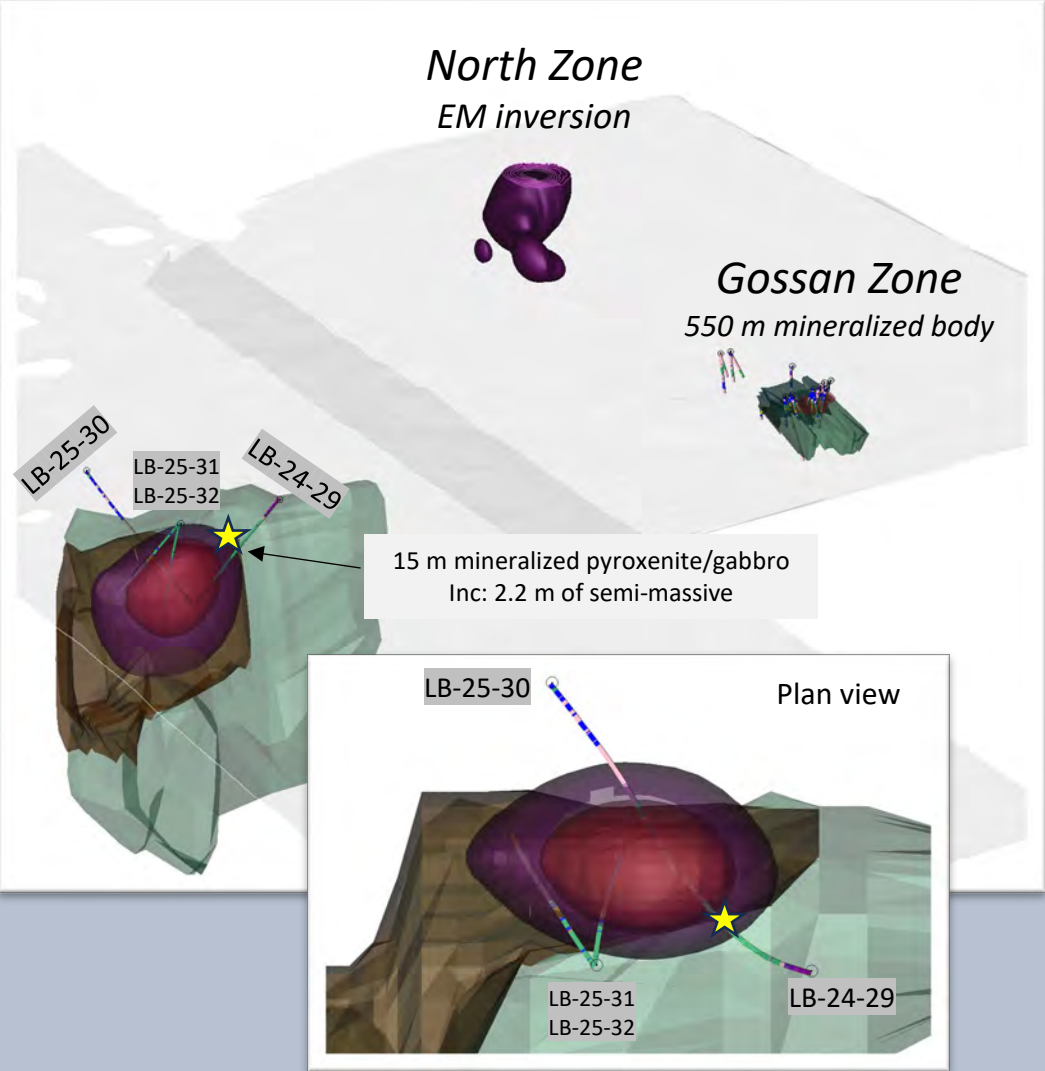 North Zone
EM inversion
Gossan Zone
550 m mineralized body
LB-25-30
LB-25-31
LB-25-32
LB-24-29
15 m mineralized pyroxenite/gabbro
Inc: 2.2 m of semi-massive
LB-25-30
Plan view
LB-25-31
LB-25-32
LB-24-29